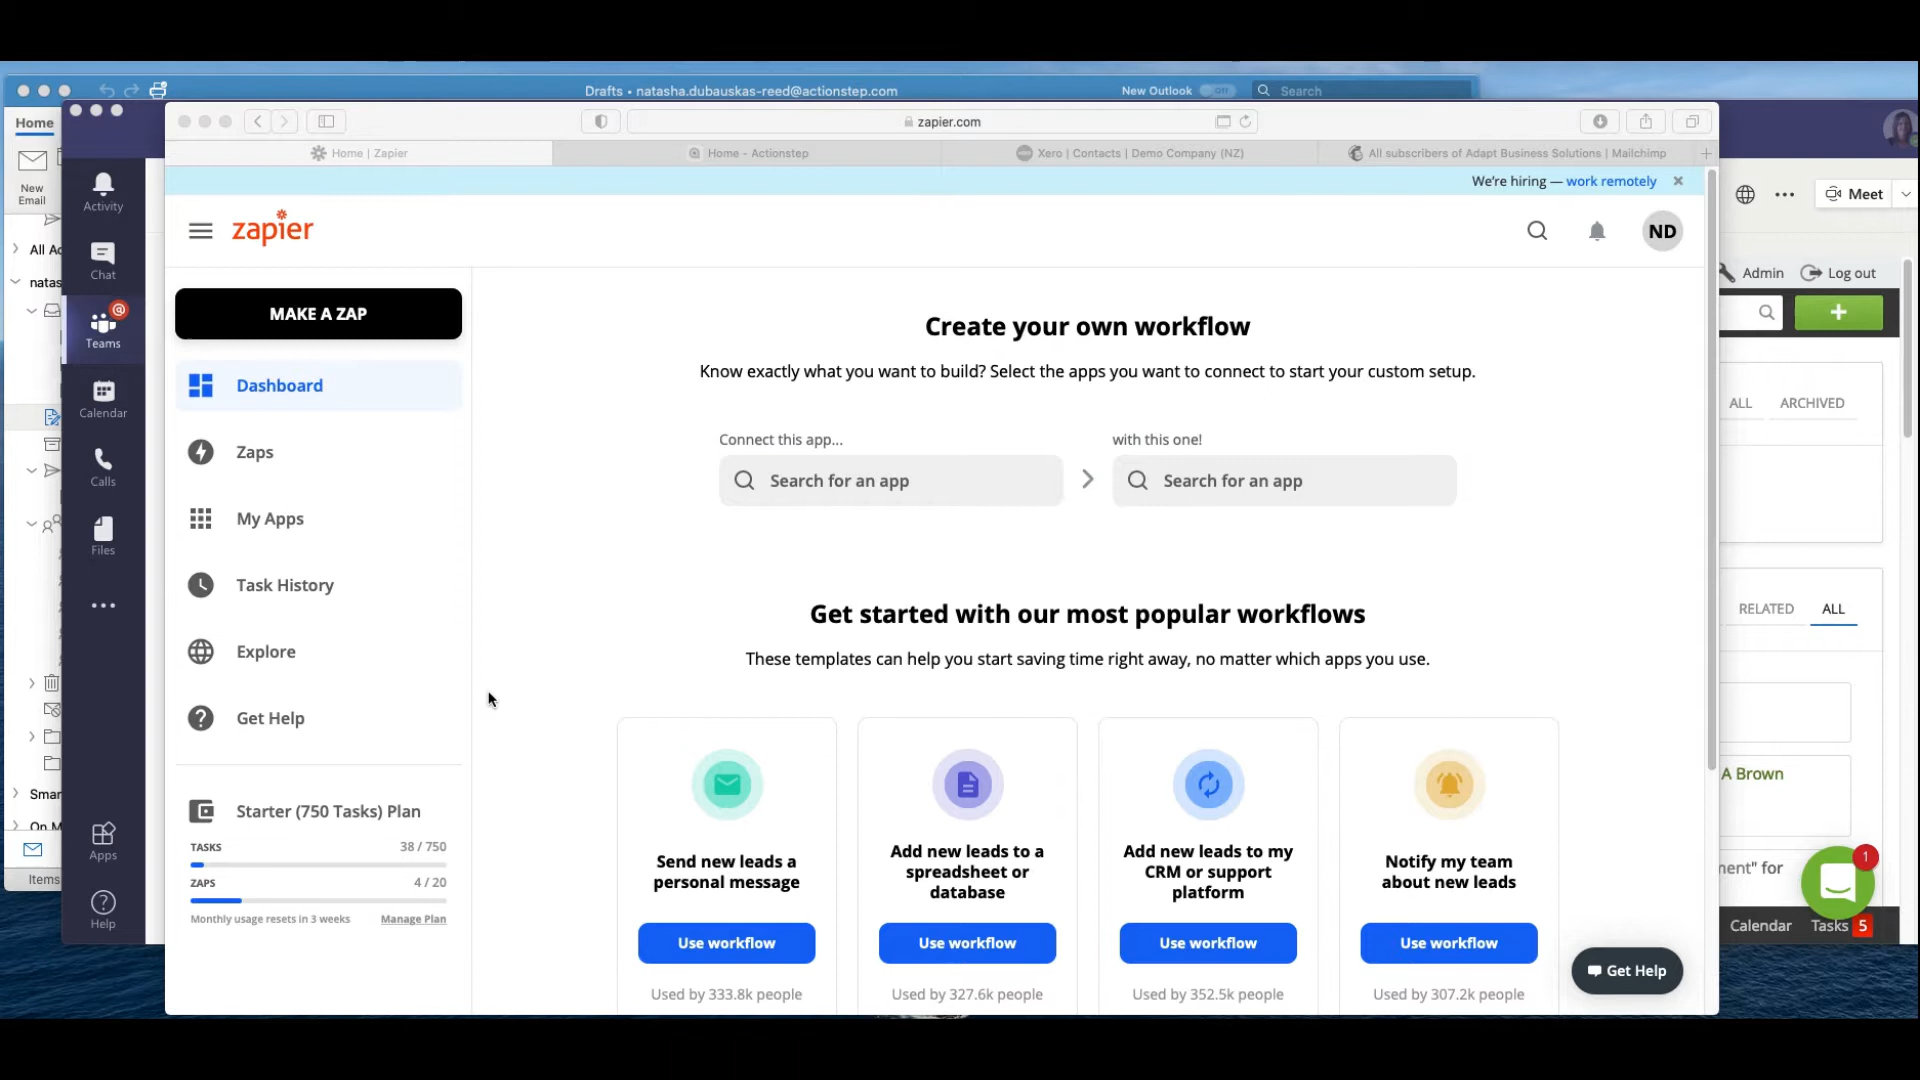 Drafts • natasha.dubauskas-reed@actionstep.com
New Outlook
Off
Search
Home
New
Email
All Ac
natas
Smar
On M
Items
Activity
Chat
Teams
Calendar
Calls
Files
Apps
Help
zapier.com
Home | Zapier
Home - Actionstep
Xero | Contacts | Demo Company (NZ)
All subscribers of Adapt Business Solutions | Mailchimp
We're hiring — work remotely
zapier
ND
MAKE A ZAP
Dashboard
Zaps
My Apps
Task History
Explore
Get Help
Starter (750 Tasks) Plan
TASKS 38 / 750
ZAPS 4 / 20
Monthly usage resets in 3 weeks Manage Plan
Create your own workflow
Know exactly what you want to build? Select the apps you want to connect to start your custom setup.
Connect this app...
Search for an app
with this one!
Search for an app
Get started with our most popular workflows
These templates can help you start saving time right away, no matter which apps you use.
Send new leads a
personal message
Use workflow
Used by 333.8k people
Add new leads to a
spreadsheet or
database
Use workflow
Used by 327.6k people
Add new leads to my
CRM or support
platform
Use workflow
Used by 352.5k people
Notify my team
about new leads
Use workflow
Used by 307.2k people
Get Help
Meet
Admin
Log out
ALL
ARCHIVED
RELATED
ALL
A Brown
nent" for
1
Calendar
Tasks 5